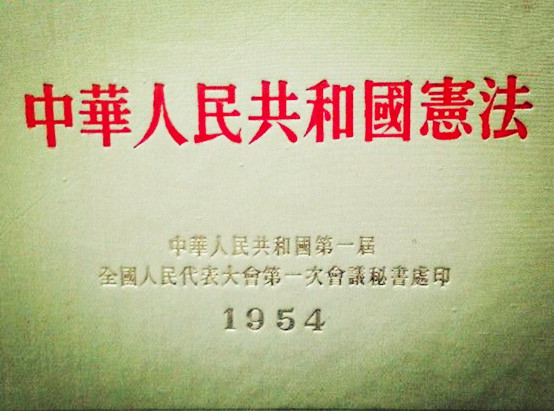 中華人民共和國憲法
中華人民共和國第一屆
全國人民代表大會第一次會議秘書處印
1954